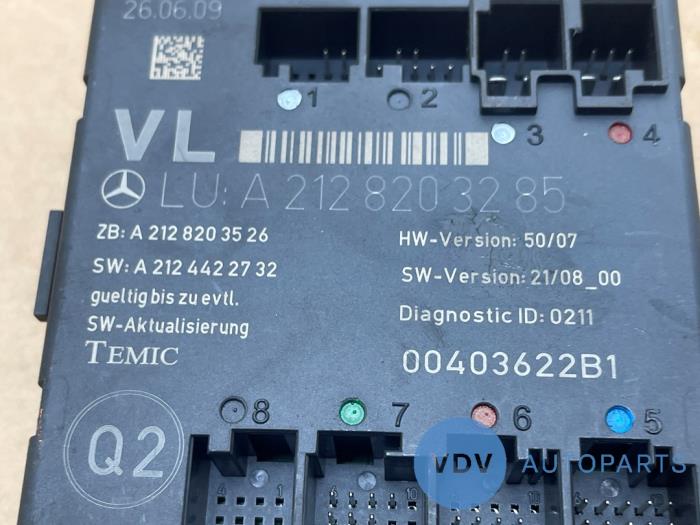 26.06.09
1
2
3
4
VL
LU: A 212 820 32 85
ZB: A 212 820 35 26
HW-Version: 50/07
SW: A 212 442 27 32
SW-Version: 21/08_00
gueltig bis zu evtl.
Diagnostic ID: 0211
SW-Aktualisierung
TEMIC
00403622B1
8
7
6
5
Q2
VDV AUTOPARTS